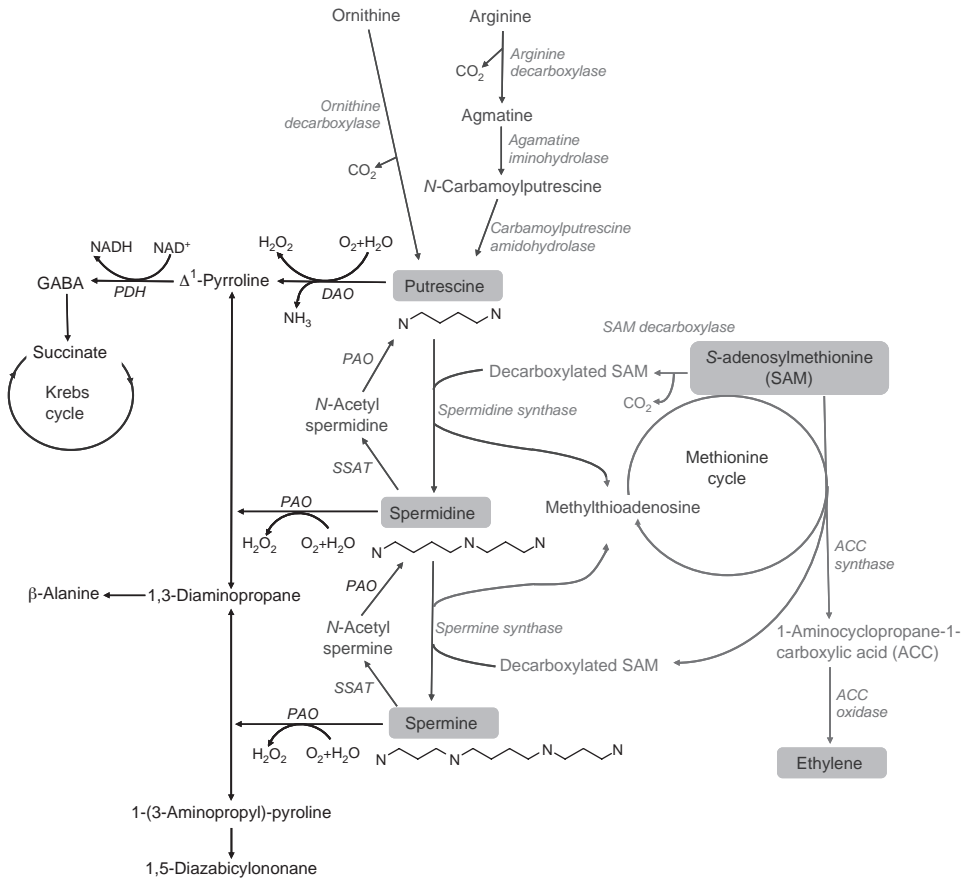 Ornithine
Arginine
Arginine
decarboxylase
CO2
Agmatine
Ornithine
decarboxylase
Agamatine
iminohydrolase
CO2
N-Carbamoylputrescine
Carbamoylputrescine
amidohydrolase
NADH
NAD+
H2O2
O2+H2O
GABA
PDH
Δ1-Pyrroline
DAO
NH3
Putrescine
N
N
SAM decarboxylase
S-adenosylmethionine
(SAM)
Succinate
Krebs
cycle
PAO
Decarboxylated SAM
CO2
N-Acetyl
spermidine
Spermidine synthase
SSAT
Methionine
cycle
Methylthioadenosine
PAO
H2O2
O2+H2O
Spermidine
N
N
N
ACC
synthase
β-Alanine
1,3-Diaminopropane
PAO
N-Acetyl
spermine
Spermine synthase
SSAT
Decarboxylated SAM
1-Aminocyclopropane-1-
carboxylic acid (ACC)
ACC
oxidase
PAO
H2O2
O2+H2O
Spermine
N
N
N
N
Ethylene
1-(3-Aminopropyl)-pyroline
1,5-Diazabicylononane